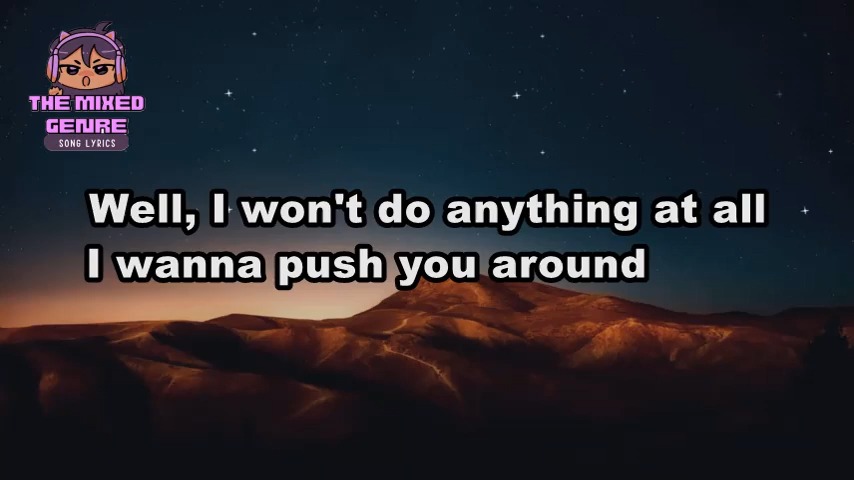 THE MIXED
GENRE
SONG LYRICS
Well, I won't do anything at all
I wanna push you around